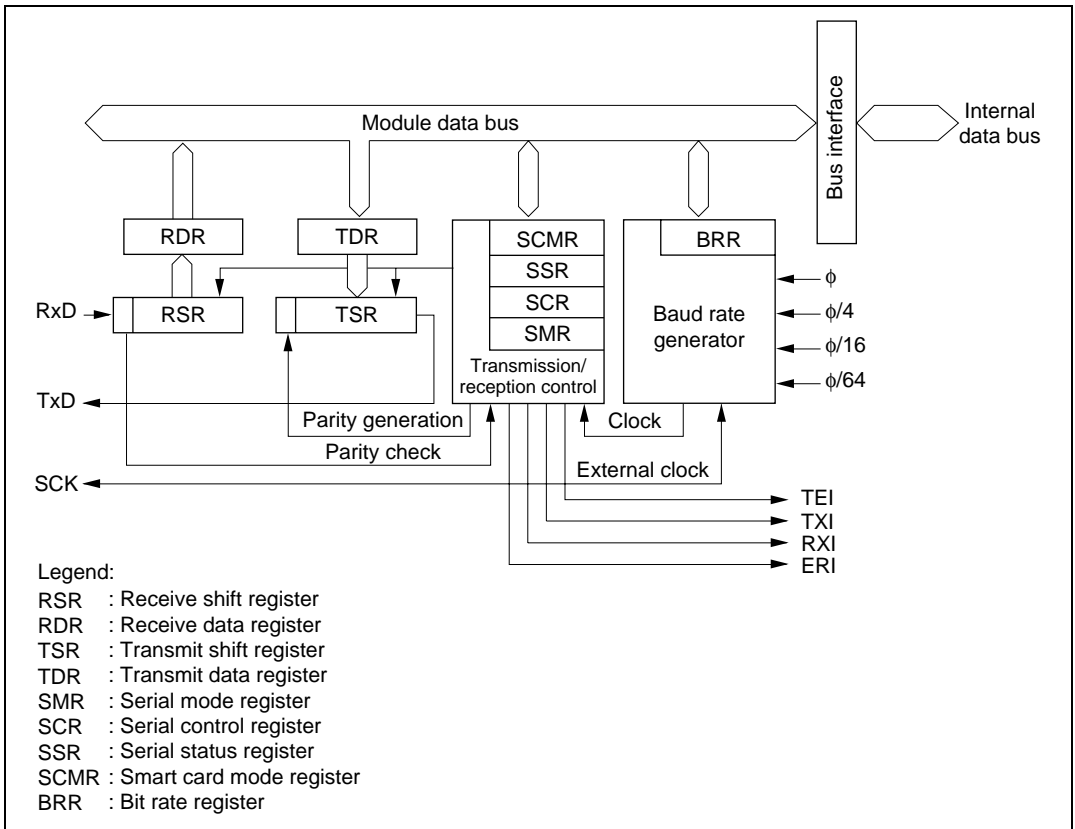 Bus interface
Internal
data bus
Module data bus
RDR
TDR
SCMR
BRR
SSR
SCR
SMR
RxD
RSR
TSR
Baud rate
generator
φ
φ/4
φ/16
φ/64
Transmission/
reception control
TxD
Parity generation
Clock
Parity check
External clock
SCK
TEI
TXI
RXI
ERI
Legend:
RSR : Receive shift register
RDR : Receive data register
TSR : Transmit shift register
TDR : Transmit data register
SMR : Serial mode register
SCR : Serial control register
SSR : Serial status register
SCMR : Smart card mode register
BRR : Bit rate register